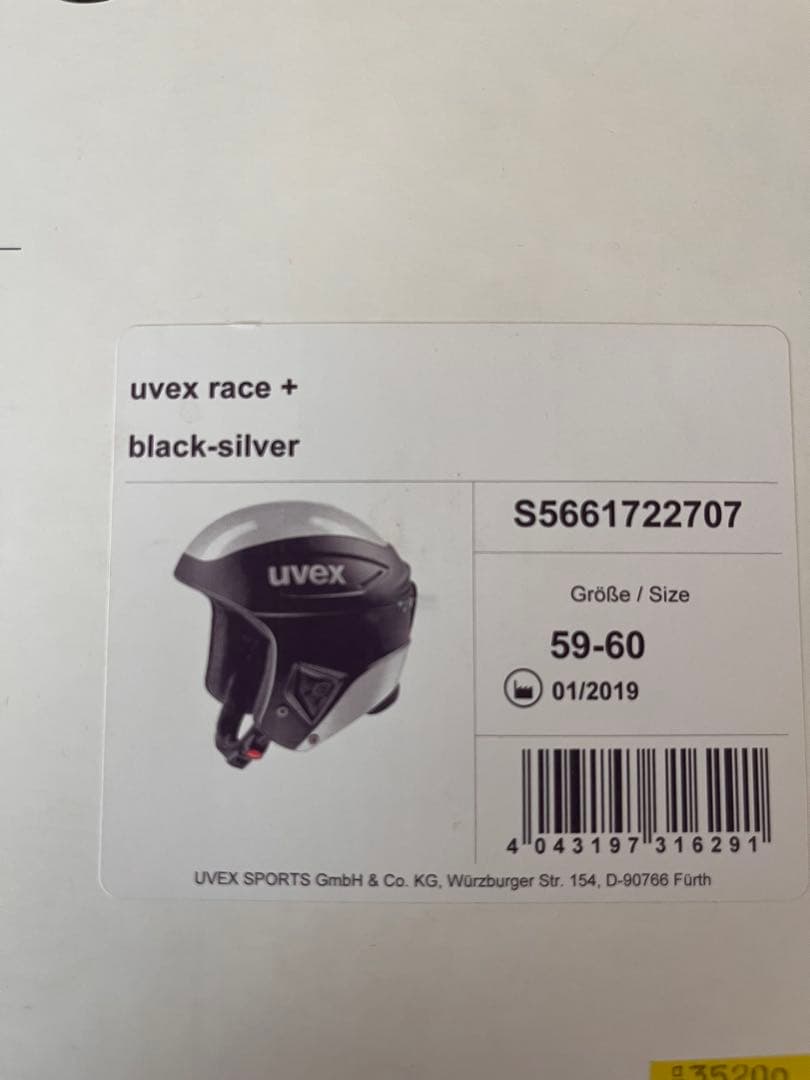 uvex race +
black-silver
uvex
S5661722707
Größe / Size
59-60
01/2019
4 043197 316291
UVEX SPORTS GmbH & Co. KG, Würzburger Str. 154, D-90766 Fürth